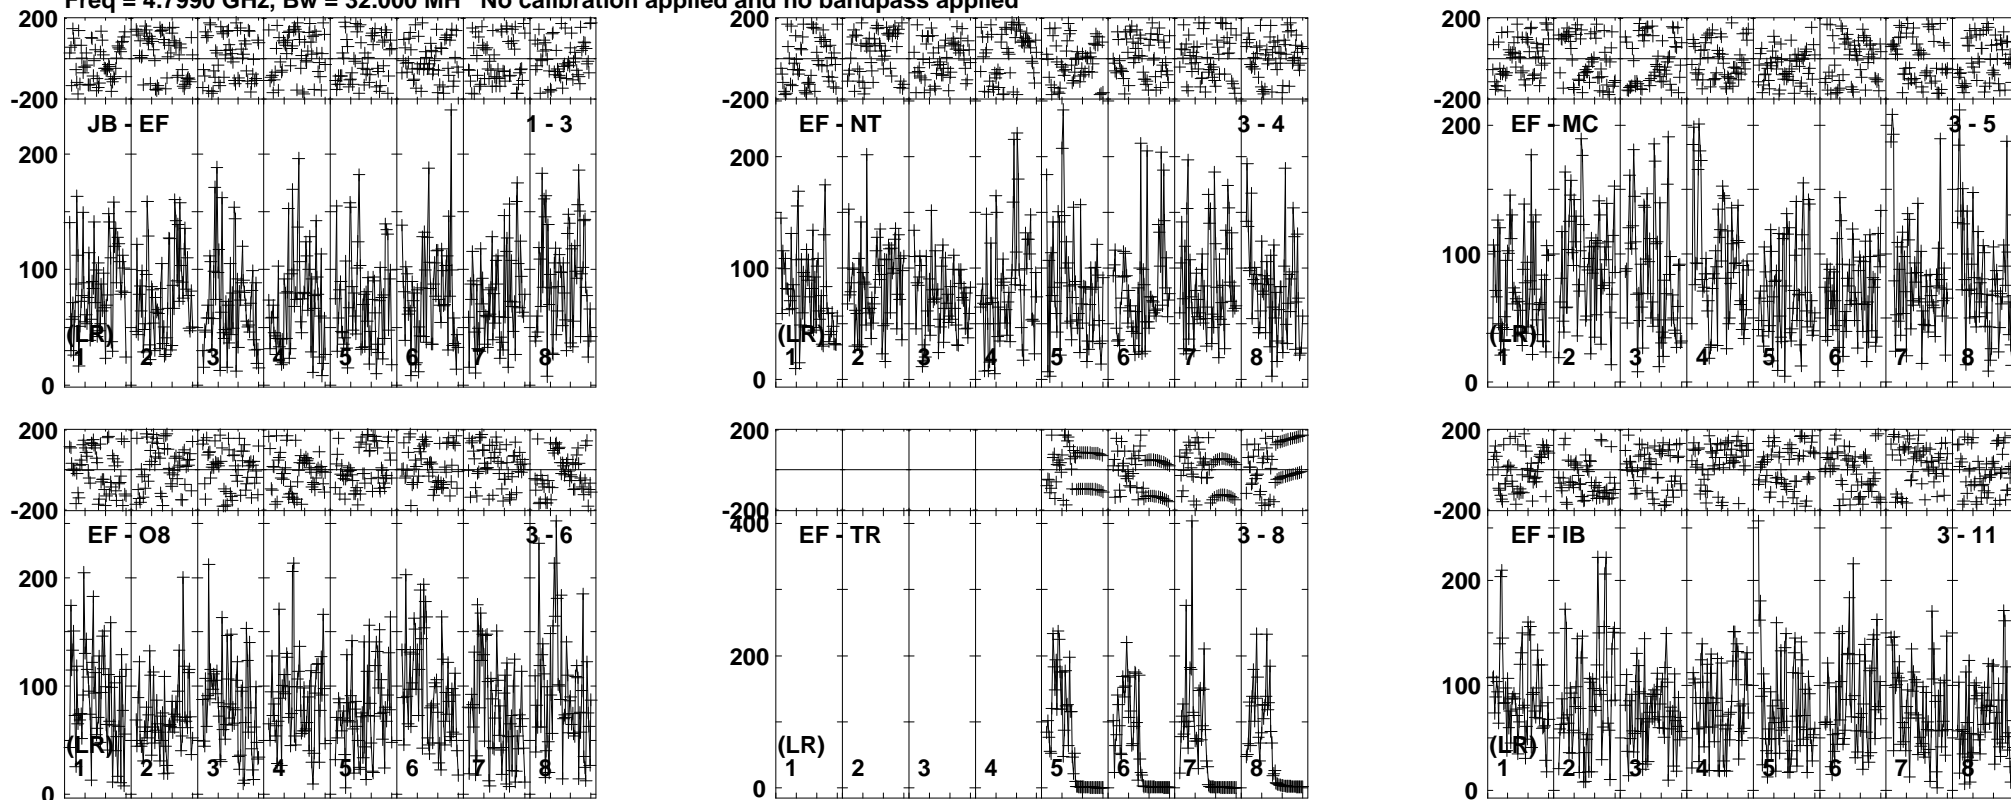 Freq = 4.7990 GHz, Bw = 32.000 MH No calibration applied and no bandpass applied
200
-200
JB - EF 1 - 3
200
100
(LR)
1 2 3 4 5 6 7 8
0
200
-200
EF - NT 3 - 4
200
100
(LR)
1 2 3 4 5 6 7 8
0
200
-200
EF - MC 3 - 5
200
100
(LR)
1 2 3 4 5 6 7 8
0
200
-200
EF - O8 3 - 6
200
100
(LR)
1 2 3 4 5 6 7 8
0
200
-200
400
EF - TR 3 - 8
200
(LR)
1 2 3 4 5 6 7 8
0
200
-200
EF - IB 3 - 11
200
100
(LR)
1 2 3 4 5 6 7 8
0